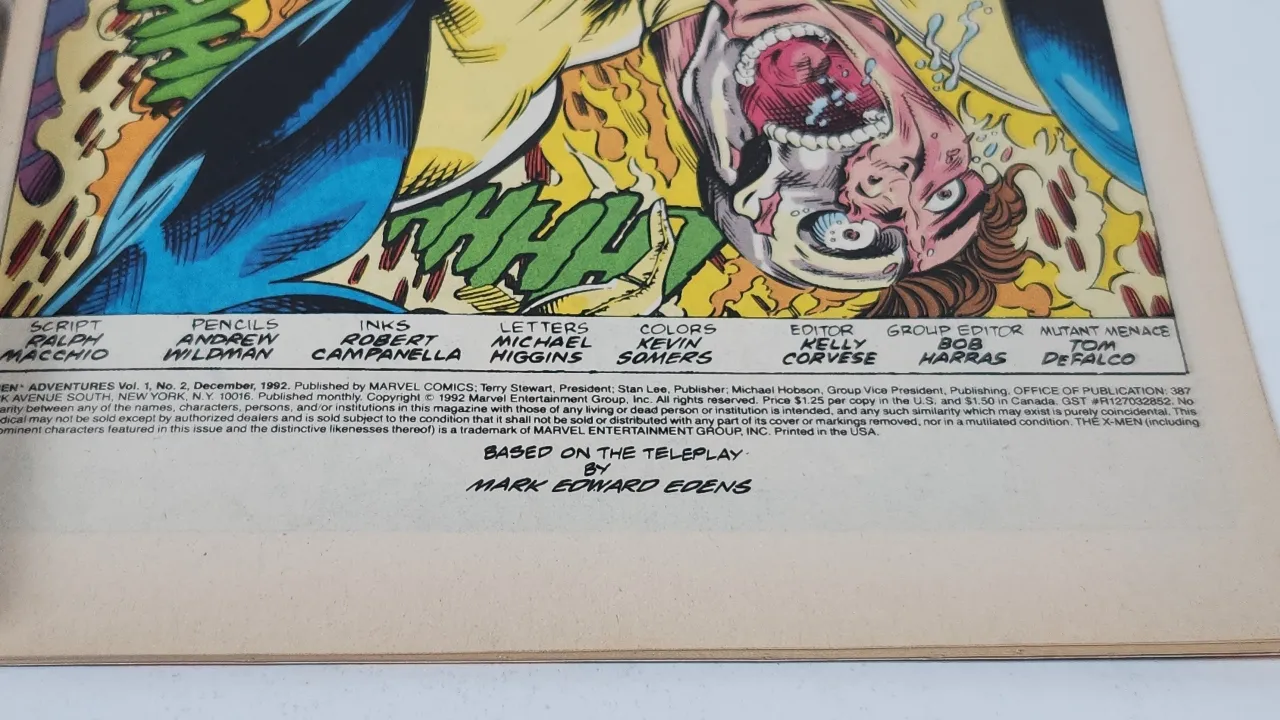 HHHH
SCRIPT PENCILS INKS LETTERS COLORS EDITOR GROUP EDITOR MUTANT MENACE
RALPH ANDREW ROBERT MICHAEL KEVIN KELLY BOB TOM
MACCHIO WILDMAN CAMPANELLA HIGGINS SOMERS CORVESE HARRAS DEFALCO
EN* ADVENTURES Vol. 1, No. 2, December, 1992. Published by MARVEL COMICS; Terry Stewart, President; Stan Lee, Publisher; Michael Hobson, Group Vice President, Publishing. OFFICE OF PUBLICATION: 387
K AVENUE SOUTH, NEW YORK, N.Y. 10016. Published monthly. Copyright © 1992 Marvel Entertainment Group, Inc. All rights reserved. Price $1.25 per copy in the U.S. and $1.50 in Canada. GST #R127032852. No
arity between any of the names, characters, persons, and/or institutions in this magazine with those of any living or dead person or institution is intended, and any such similarity which may exist is purely coincidental. This
dical may not be sold except by authorized dealers and is sold subject to the condition that it shall not be sold or distributed with any part of its cover or markings removed, nor in a mutilated condition. THE X-MEN (including
ominent characters featured in this issue and the distinctive likenesses thereof) is a trademark of MARVEL ENTERTAINMENT GROUP, INC. Printed in the USA.
BASED ON THE TELEPLAY
BY
MARK EDWARD EDENS